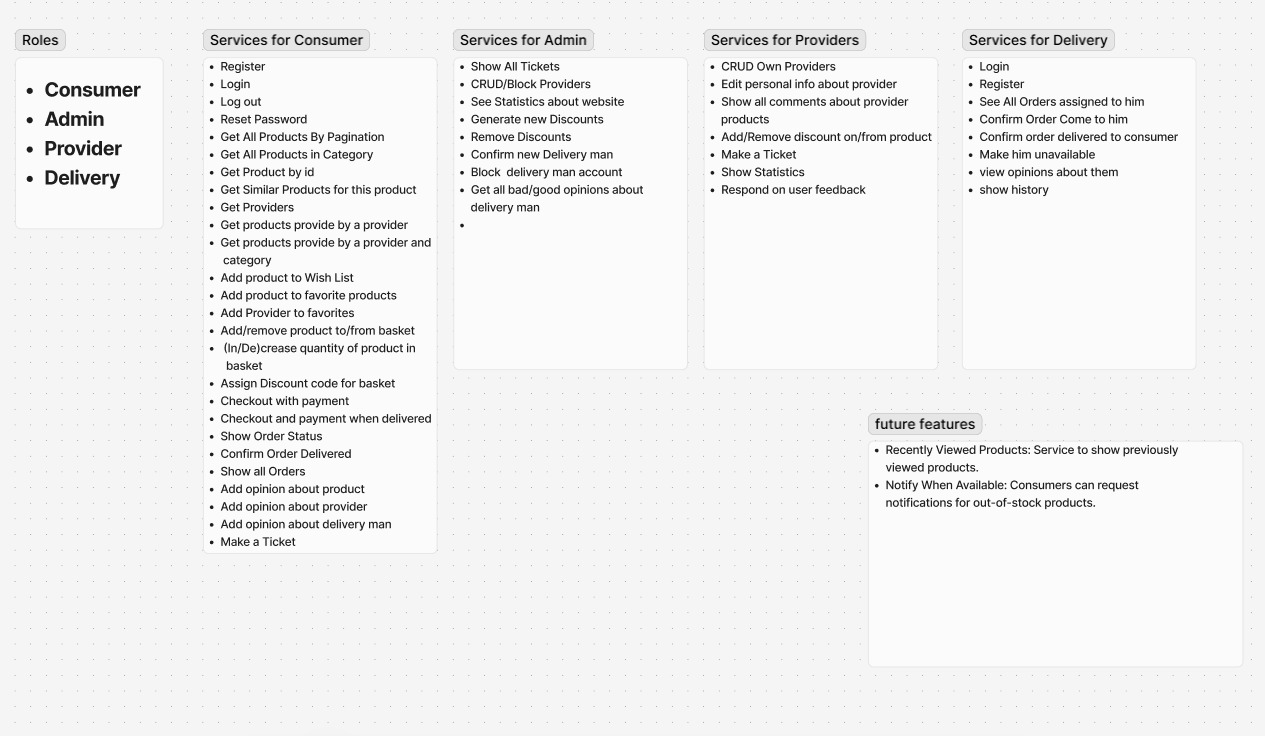 Roles
• Consumer
• Admin
• Provider
• Delivery
Services for Consumer
• Register
• Login
• Log out
• Reset Password
• Get All Products By Pagination
• Get All Products in Category
• Get Product by id
• Get Similar Products for this product
• Get Providers
• Get products provide by a provider
• Get products provide by a provider and
category
• Add product to Wish List
• Add product to favorite products
• Add Provider to favorites
• Add/remove product to/from basket
• (In/De)crease quantity of product in
basket
• Assign Discount code for basket
• Checkout with payment
• Checkout and payment when delivered
• Show Order Status
• Confirm Order Delivered
• Show all Orders
• Add opinion about product
• Add opinion about provider
• Add opinion about delivery man
• Make a Ticket
Services for Admin
• Show All Tickets
• CRUD/Block Providers
• See Statistics about website
• Generate new Discounts
• Remove Discounts
• Confirm new Delivery man
• Block  delivery man account
• Get all bad/good opinions about
delivery man
•
Services for Providers
• CRUD Own Providers
• Edit personal info about provider
• Show all comments about provider
products
• Add/Remove discount on/from product
• Make a Ticket
• Show Statistics
• Respond on user feedback
Services for Delivery
• Login
• Register
• See All Orders assigned to him
• Confirm Order Come to him
• Confirm order delivered to consumer
• Make him unavailable
• view opinions about them
• show history
future features
• Recently Viewed Products: Service to show previously
viewed products.
• Notify When Available: Consumers can request
notifications for out-of-stock products.